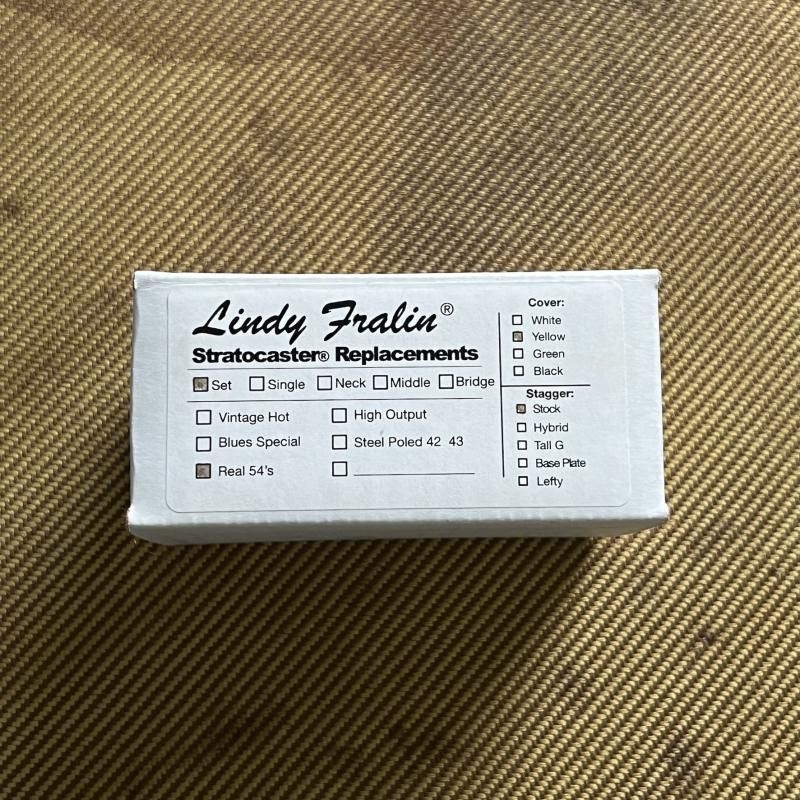 Lindy Fralin®
Stratocaster® Replacements
Set Single Neck Middle Bridge
Vintage Hot High Output
Blues Special Steel Poled 42 43
Real 54's
Cover:
White
Yellow
Green
Black
Stagger:
Stock
Hybrid
Tall G
Base Plate
Lefty